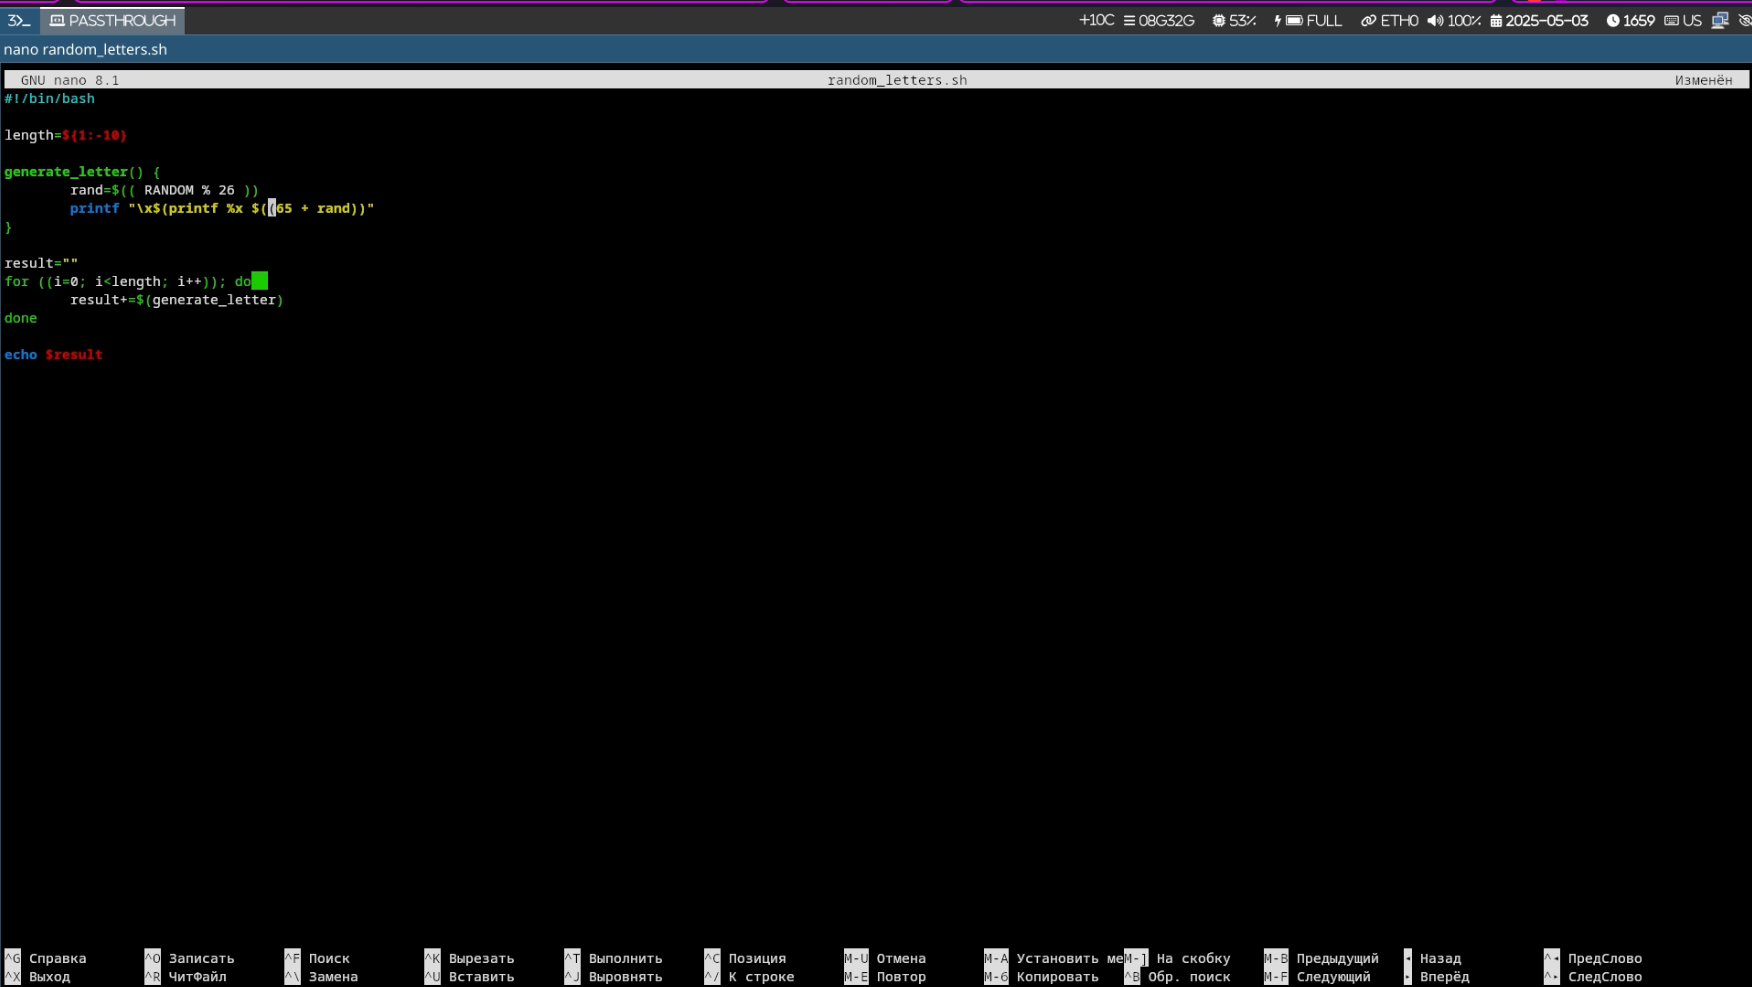 3>_ PASSTHROUGH +10C 08G32G 53% FULL ETH0 100% 2025-05-03 1659 US
nano random_letters.sh
GNU nano 8.1 random_letters.sh Изменён
#!/bin/bash
length=${1:-10}
generate_letter() {
rand=$(( RANDOM % 26 ))
printf "\x$(printf %x $((65 + rand))"
}
result=""
for ((i=0; i<length; i++)); do
result+=$(generate_letter)
done
echo $result
^G Справка ^O Записать ^F Поиск ^K Вырезать ^T Выполнить ^C Позиция M-U Отмена M-A Установить ме M-] На скобку M-B Предыдущий ◂ Назад ^◂ ПредСлово
^X Выход ^R ЧитФайл ^\ Замена ^U Вставить ^J Выровнять ^/ К строке M-E Повтор M-6 Копировать ^B Обр. поиск M-F Следующий ▸ Вперёд ^▸ СледСлово